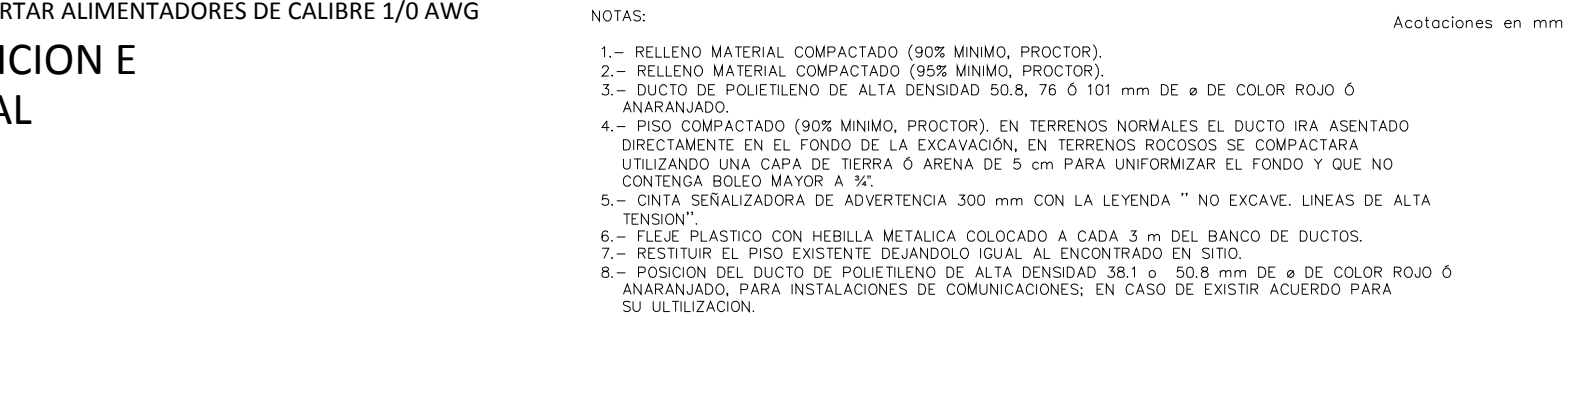 RTAR ALIMENTADORES DE CALIBRE 1/0 AWG
ICION E
AL
NOTAS:
Acotaciones en mm
1.- RELLENO MATERIAL COMPACTADO (90% MINIMO, PROCTOR).
2.- RELLENO MATERIAL COMPACTADO (95% MINIMO, PROCTOR).
3.- DUCTO DE POLIETILENO DE ALTA DENSIDAD 50.8, 76 Ó 101 mm DE ø DE COLOR ROJO Ó
ANARANJADO.
4.- PISO COMPACTADO (90% MINIMO, PROCTOR). EN TERRENOS NORMALES EL DUCTO IRA ASENTADO
DIRECTAMENTE EN EL FONDO DE LA EXCAVACIÓN, EN TERRENOS ROCOSOS SE COMPACTARA
UTILIZANDO UNA CAPA DE TIERRA Ó ARENA DE 5 cm PARA UNIFORMIZAR EL FONDO Y QUE NO
CONTENGA BOLEO MAYOR A ¾".
5.- CINTA SEÑALIZADORA DE ADVERTENCIA 300 mm CON LA LEYENDA " NO EXCAVE. LINEAS DE ALTA
TENSION".
6.- FLEJE PLASTICO CON HEBILLA METALICA COLOCADO A CADA 3 m DEL BANCO DE DUCTOS.
7.- RESTITUIR EL PISO EXISTENTE DEJANDOLO IGUAL AL ENCONTRADO EN SITIO.
8.- POSICION DEL DUCTO DE POLIETILENO DE ALTA DENSIDAD 38.1 o 50.8 mm DE ø DE COLOR ROJO Ó
ANARANJADO, PARA INSTALACIONES DE COMUNICACIONES; EN CASO DE EXISTIR ACUERDO PARA
SU ULTILIZACION.